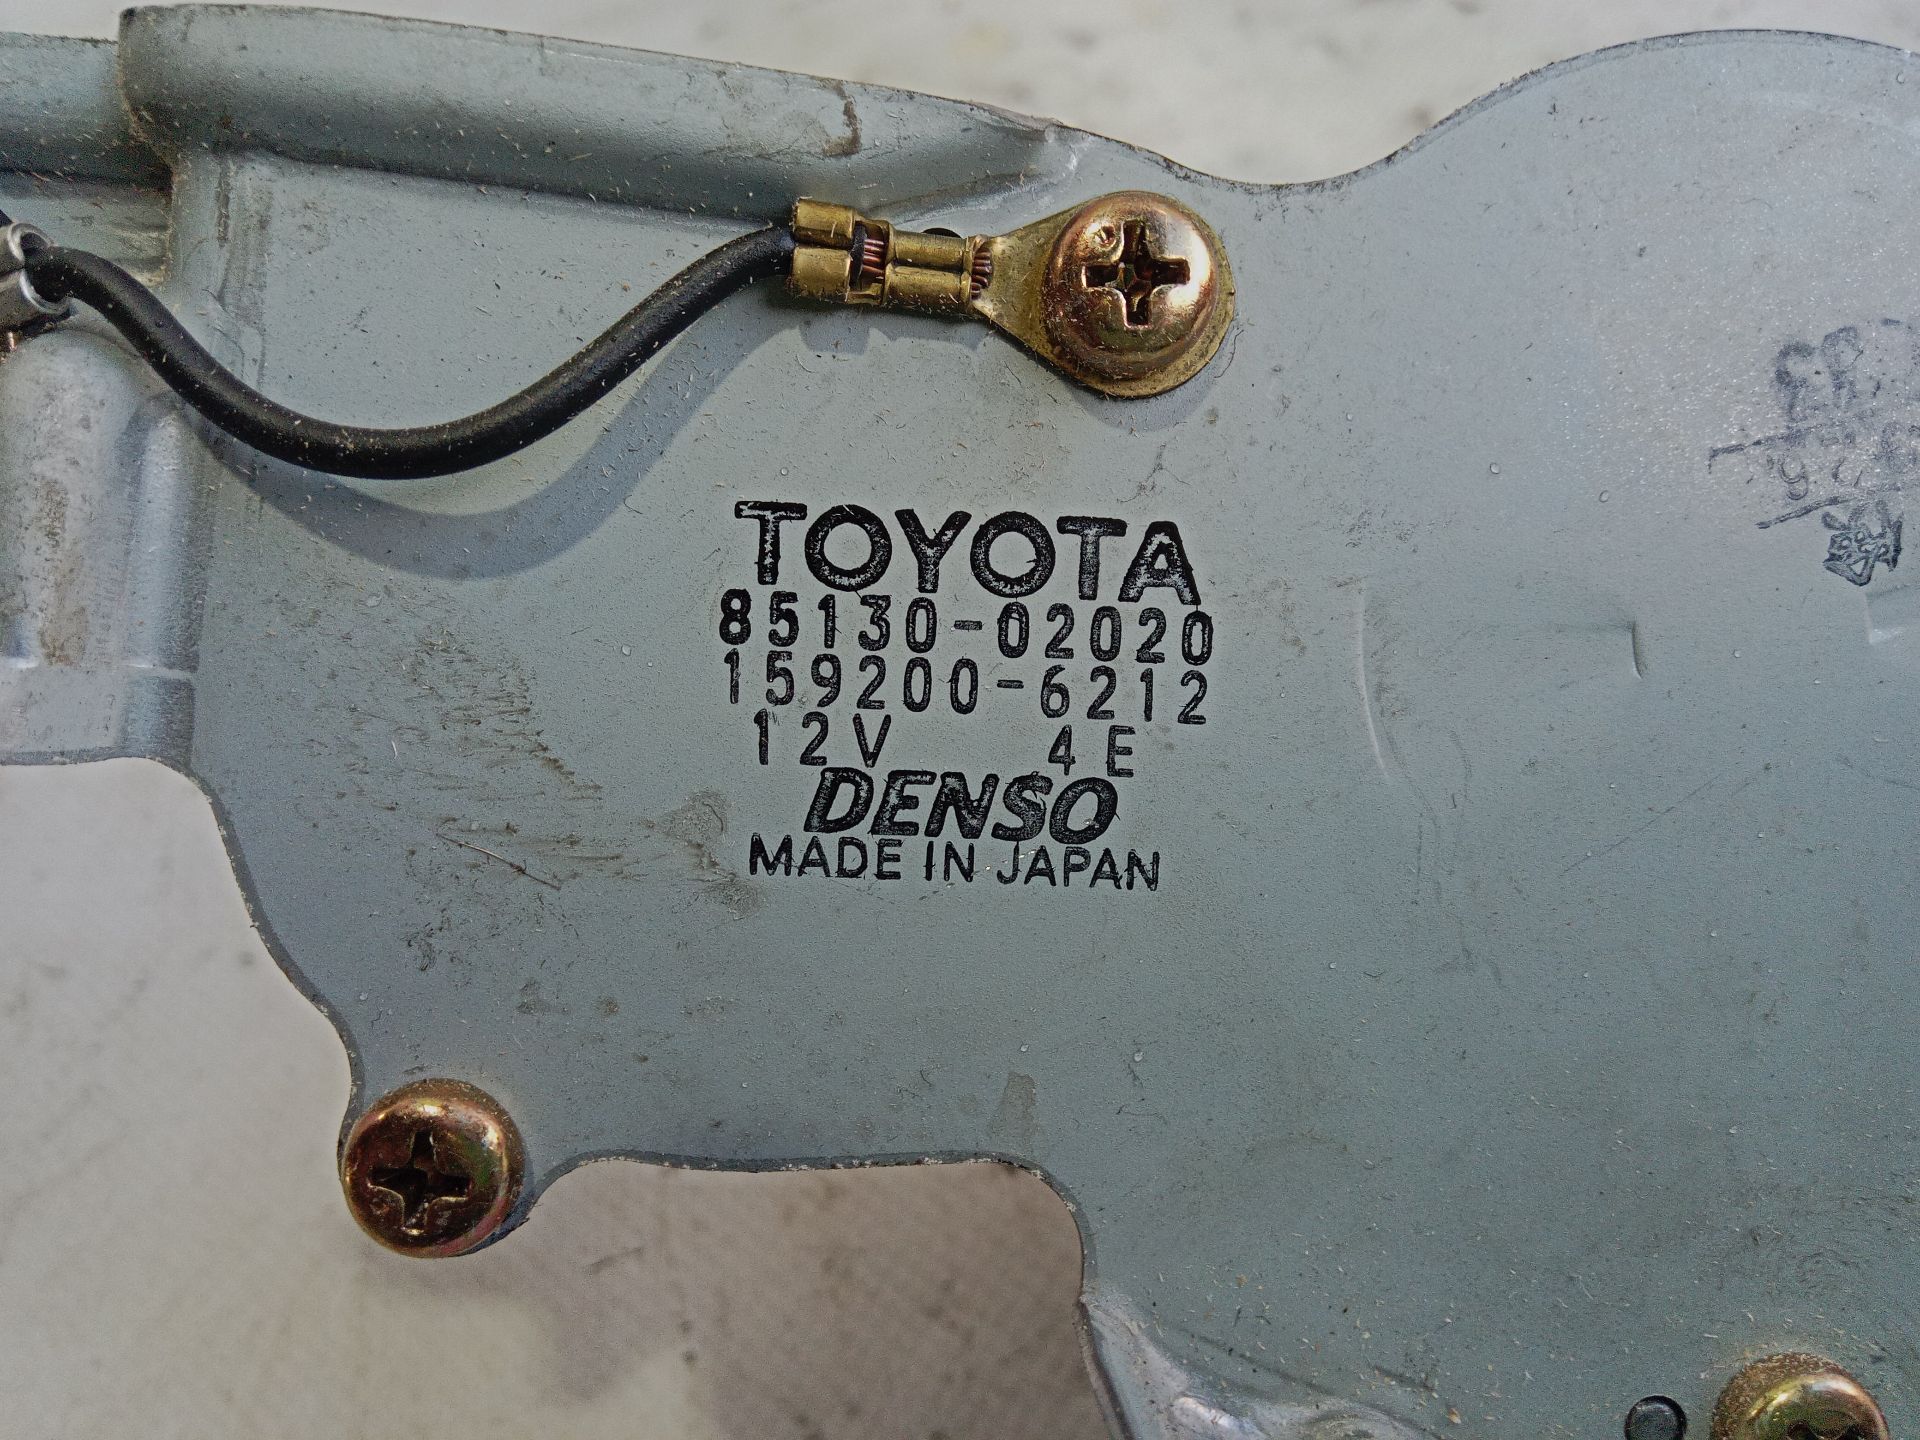 TOYOTA
85130-02020
159200-6212
12V 4E
DENSO
MADE IN JAPAN